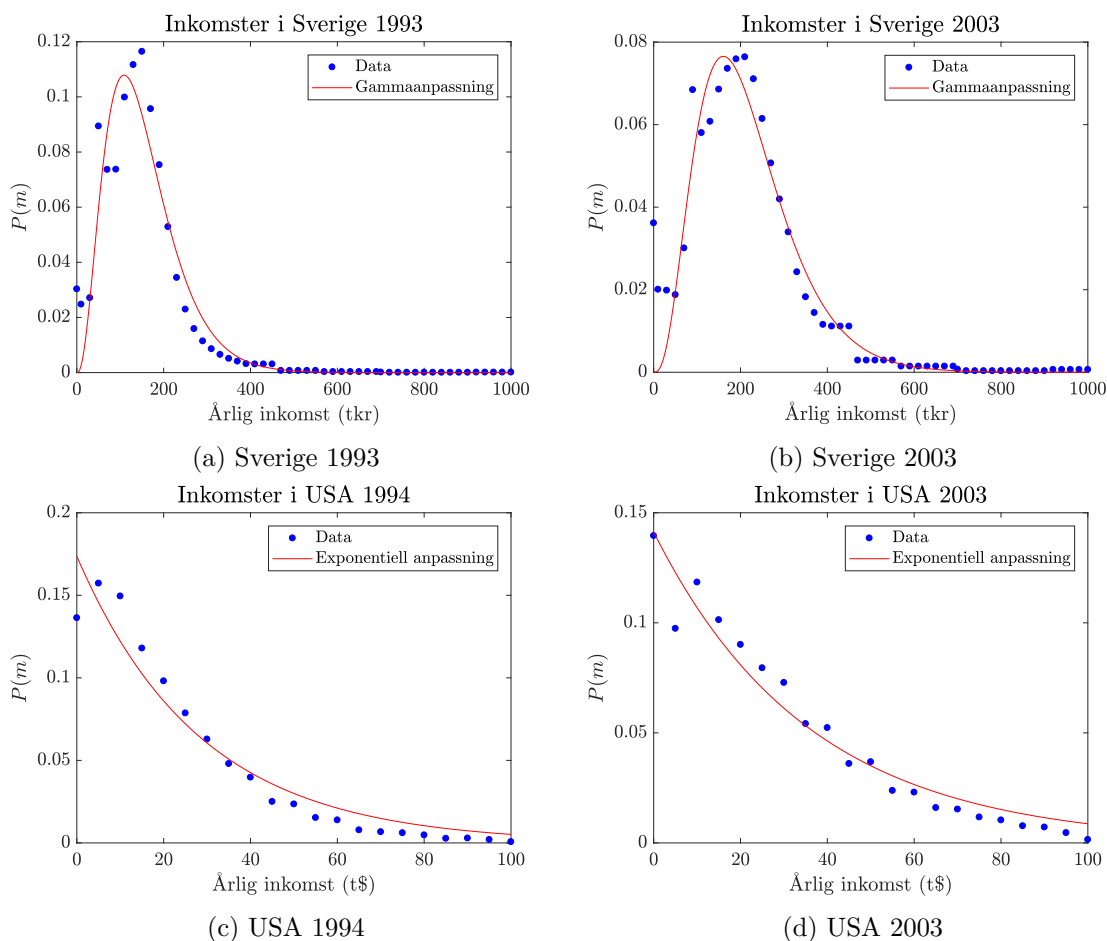 Inkomster i Sverige 1993
0.12
0.1
0.08
0.06
0.04
0.02
0
P(m)
Data
Gammaanpassning
0 200 400 600 800 1000
Årlig inkomst (tkr)
(a) Sverige 1993
Inkomster i Sverige 2003
0.08
0.06
0.04
0.02
0
P(m)
Data
Gammaanpassning
0 200 400 600 800 1000
Årlig inkomst (tkr)
(b) Sverige 2003
Inkomster i USA 1994
0.2
0.15
0.1
0.05
0
P(m)
Data
Exponentiell anpassning
0 20 40 60 80 100
Årlig inkomst (t$)
(c) USA 1994
Inkomster i USA 2003
0.15
0.1
0.05
0
P(m)
Data
Exponentiell anpassning
0 20 40 60 80 100
Årlig inkomst (t$)
(d) USA 2003